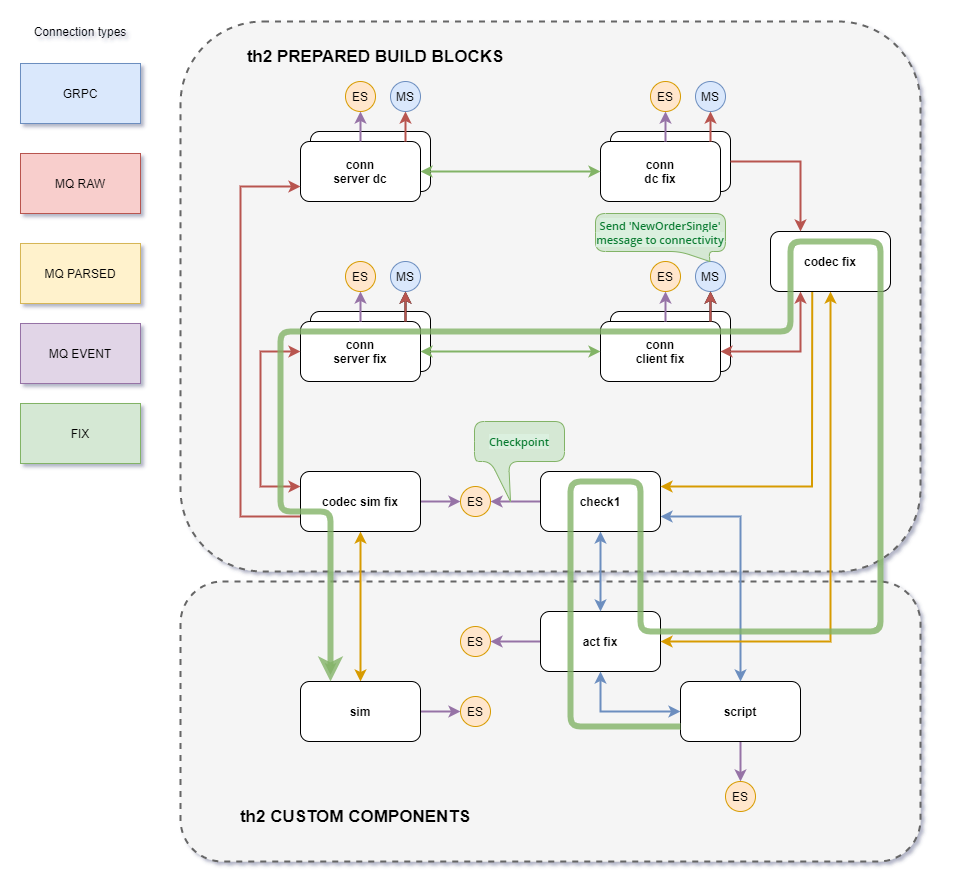 Connection types
GRPC
MQ RAW
MQ PARSED
MQ EVENT
FIX
th2 PREPARED BUILD BLOCKS
ES
MS
ES
MS
conn
server dc
conn
dc fix
Send 'NewOrderSingle'
message to connectivity
codec fix
ES
MS
ES
MS
conn
server fix
conn
client fix
Checkpoint
codec sim fix
ES
check1
ES
act fix
sim
ES
script
ES
th2 CUSTOM COMPONENTS